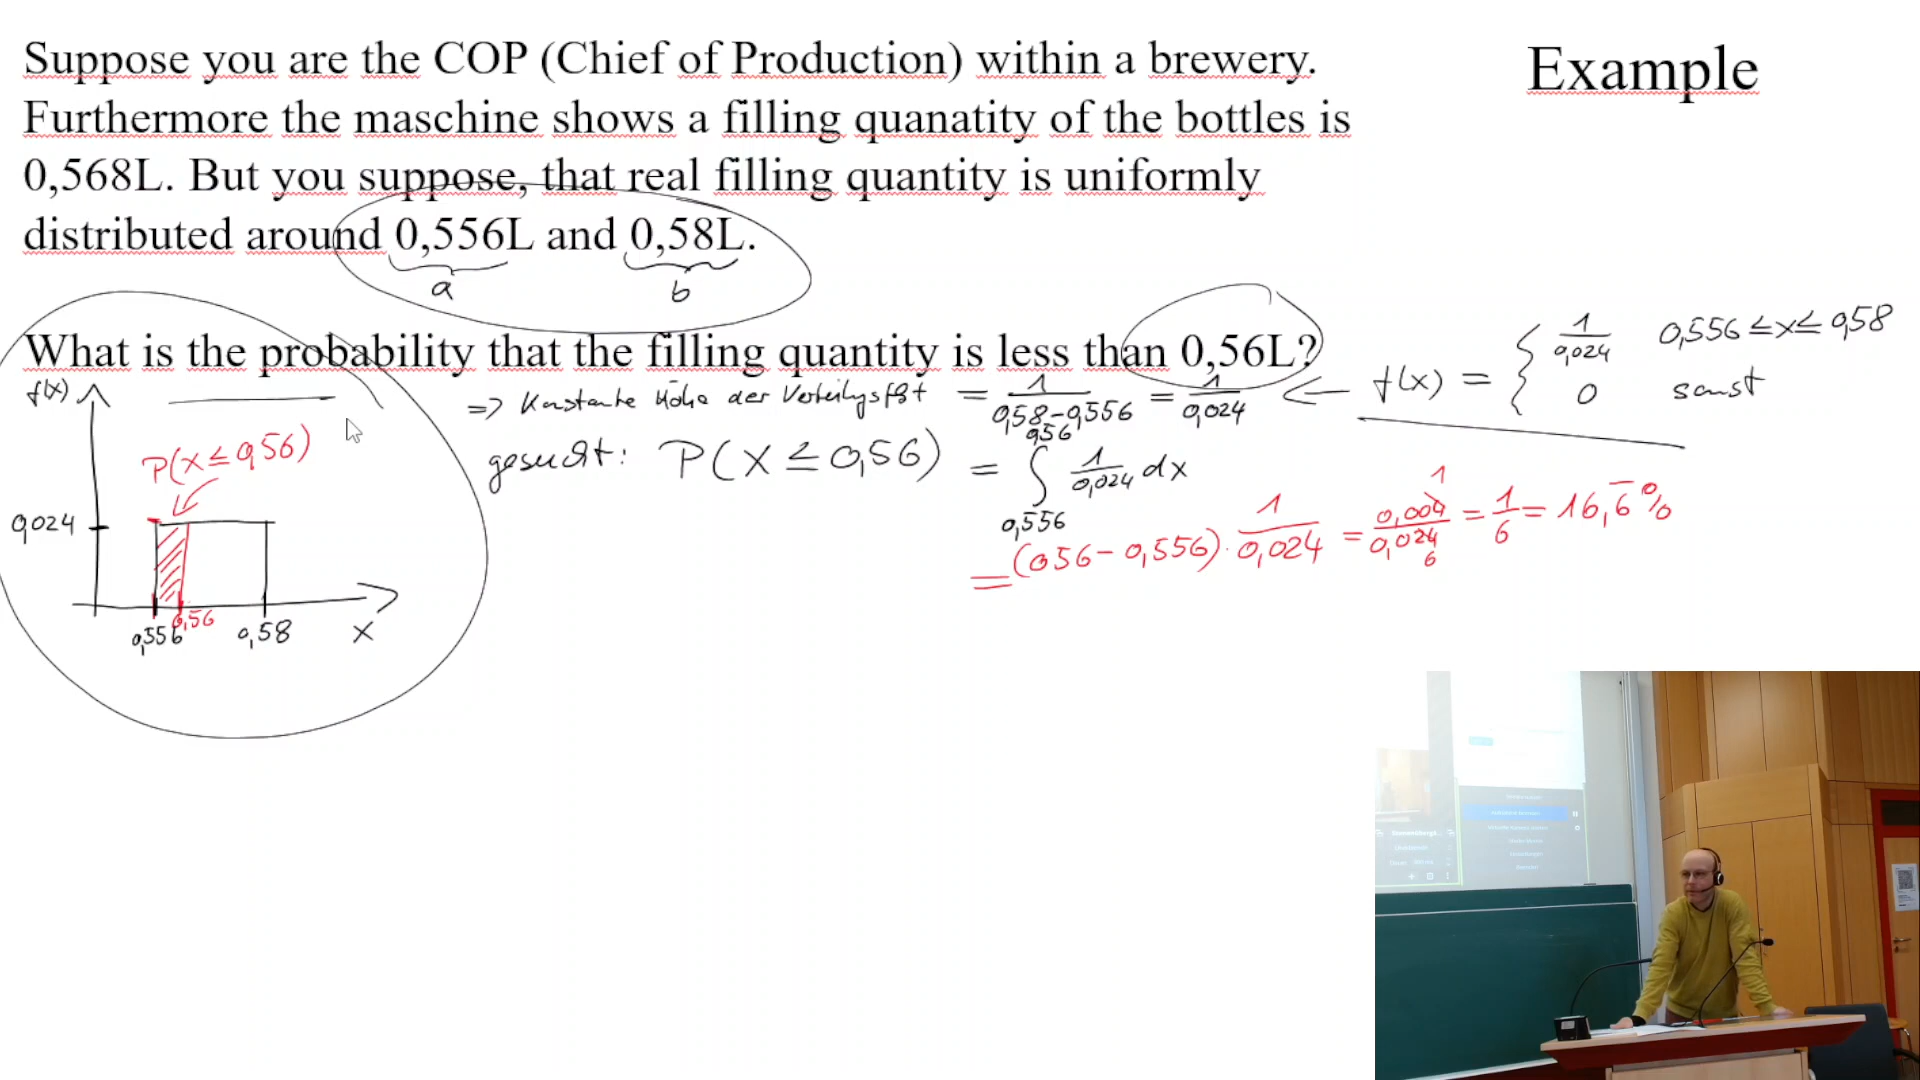 Suppose you are the COP (Chief of Production) within a brewery.
Example
Furthermore the maschine shows a filling quanatity of the bottles is
0,568L. But you suppose, that real filling quantity is uniformly
distributed around 0,556L and 0,58L.
a b
What is the probability that the filling quantity is less than 0,56L?
f(x) = { 1/0,024 0,556 ≤ x ≤ 0,58
0 sonst
=> Konstante Höhe der Verteilungsfkt = 1/(0,58-0,556) = 1/0,024 <—
gesucht: P(X ≤ 0,56) = ∫ 0,556 0,56 1/0,024 dx
= (056 - 0,556) · 1/0,024 = 0,004/0,024 1 6 = 1/6 = 16,6̅ %
f(x)
P(X ≤ 0,56)
0,024
0,556 0,56 0,58 x